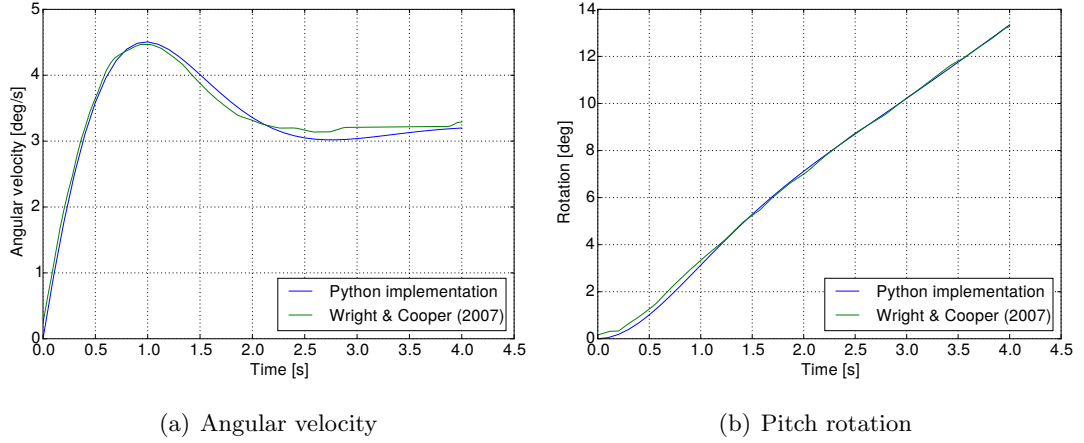 5
4
3
2
1
0
0.0 0.5 1.0 1.5 2.0 2.5 3.0 3.5 4.0 4.5
Time [s]
Angular velocity [deg/s]
Python implementation
Wright & Cooper (2007)
(a) Angular velocity
14
12
10
8
6
4
2
0
0.0 0.5 1.0 1.5 2.0 2.5 3.0 3.5 4.0 4.5
Time [s]
Rotation [deg]
Python implementation
Wright & Cooper (2007)
(b) Pitch rotation